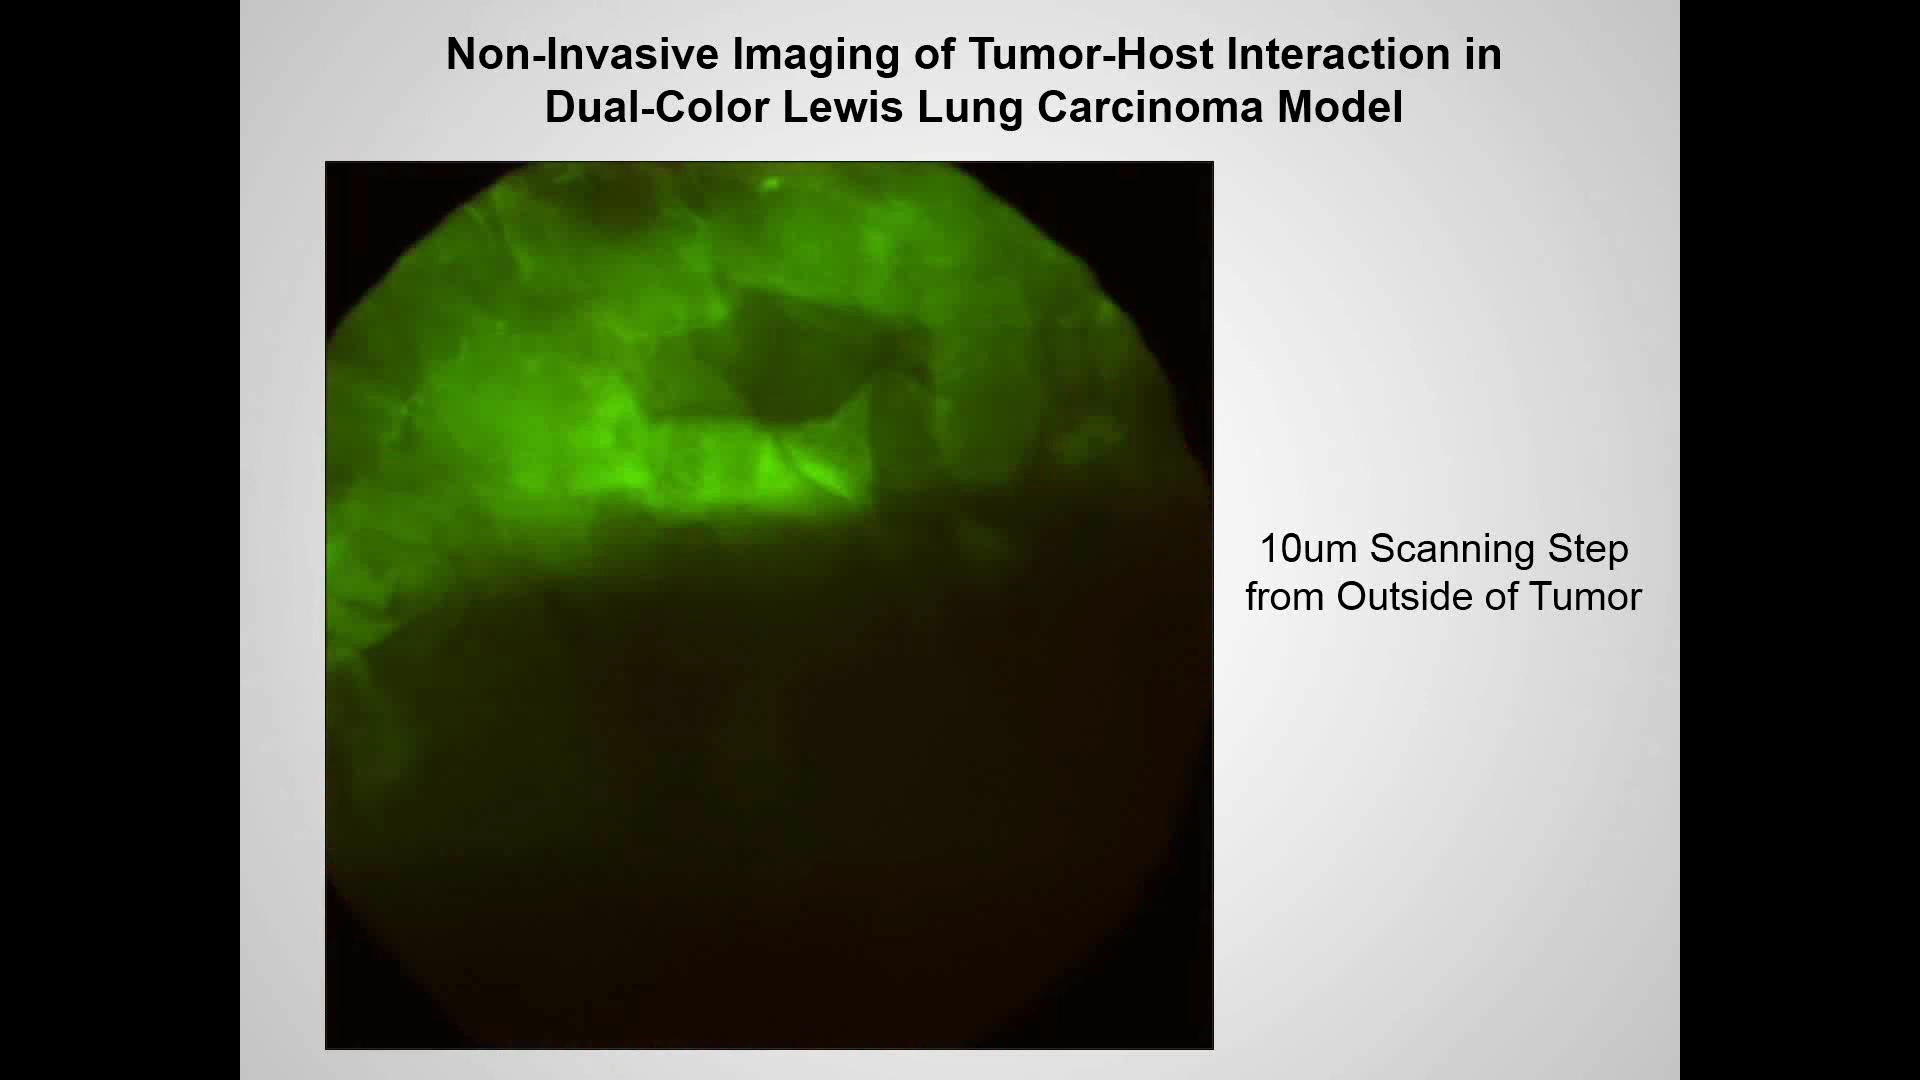 Non-Invasive Imaging of Tumor-Host Interaction in
Dual-Color Lewis Lung Carcinoma Model
10um Scanning Step
from Outside of Tumor